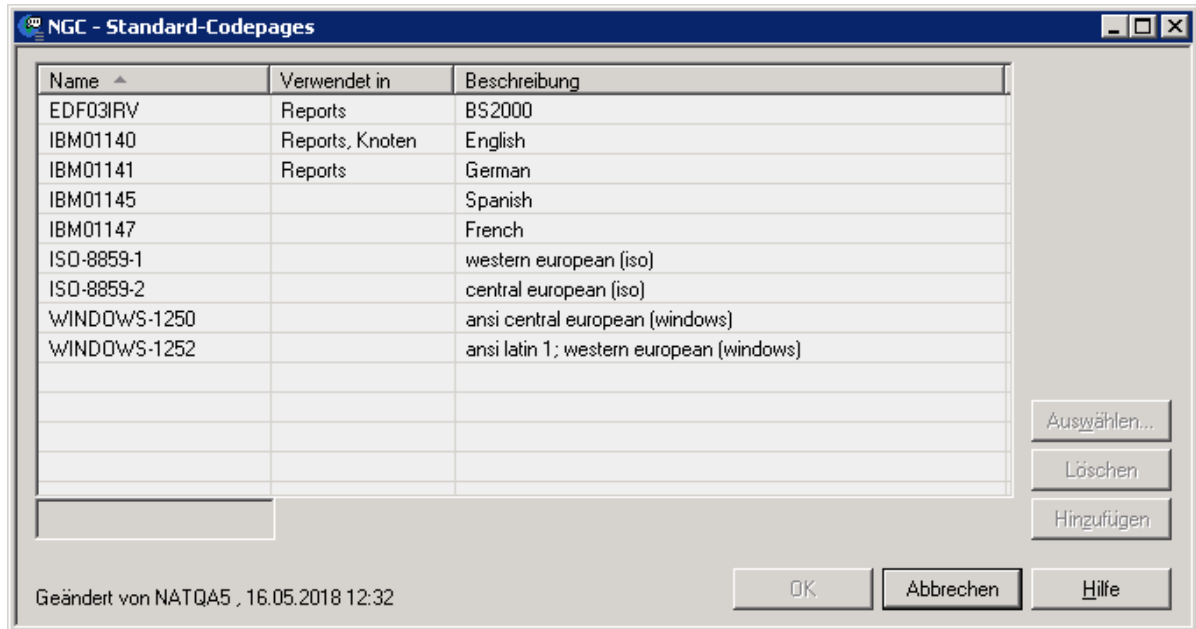 NGC - Standard-Codepages
Name Verwendet in Beschreibung
EDF03IRV Reports BS2000
IBM01140 Reports, Knoten English
IBM01141 Reports German
IBM01145 Spanish
IBM01147 French
ISO-8859-1 western european (iso)
ISO-8859-2 central european (iso)
WINDOWS-1250 ansi central european (windows)
WINDOWS-1252 ansi latin 1; western european (windows)
Auswählen...
Löschen
Hinzufügen
Geändert von NATQA5 , 16.05.2018 12:32
OK Abbrechen Hilfe